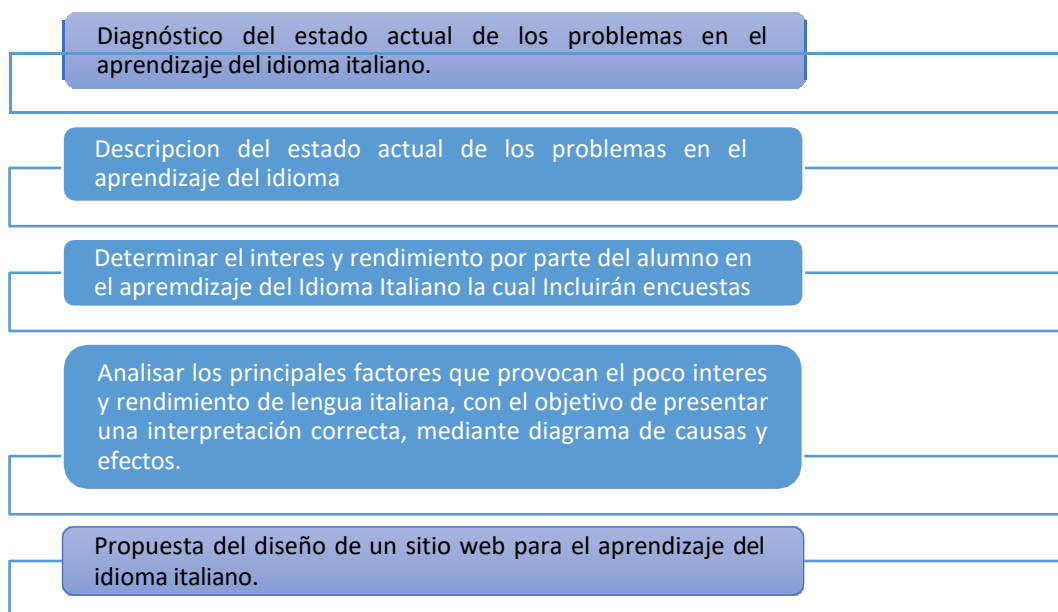 Diagnóstico del estado actual de los problemas en el
aprendizaje del idioma italiano.
Descripcion del estado actual de los problemas en el
aprendizaje del idioma
Determinar el interes y rendimiento por parte del alumno en
el apremdizaje del Idioma Italiano la cual Incluirán encuestas
Analisar los principales factores que provocan el poco interes
y rendimiento de lengua italiana, con el objetivo de presentar
una interpretación correcta, mediante diagrama de causas y
efectos.
Propuesta del diseño de un sitio web para el aprendizaje del
idioma italiano.